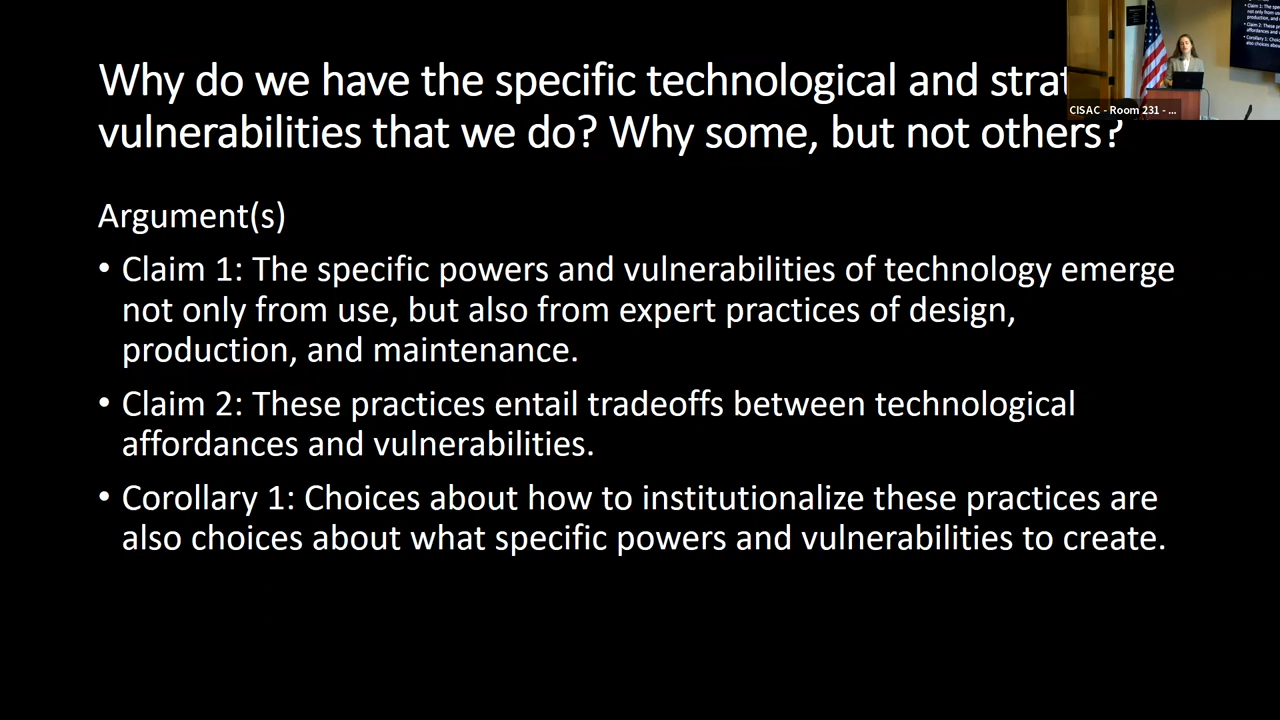 Why do we have the specific technological and strat
vulnerabilities that we do? Why some, but not others?
Argument(s)
• Claim 1: The specific powers and vulnerabilities of technology emerge
not only from use, but also from expert practices of design,
production, and maintenance.
• Claim 2: These practices entail tradeoffs between technological
affordances and vulnerabilities.
• Corollary 1: Choices about how to institutionalize these practices are
also choices about what specific powers and vulnerabilities to create.
CISAC - Room 231 - ...